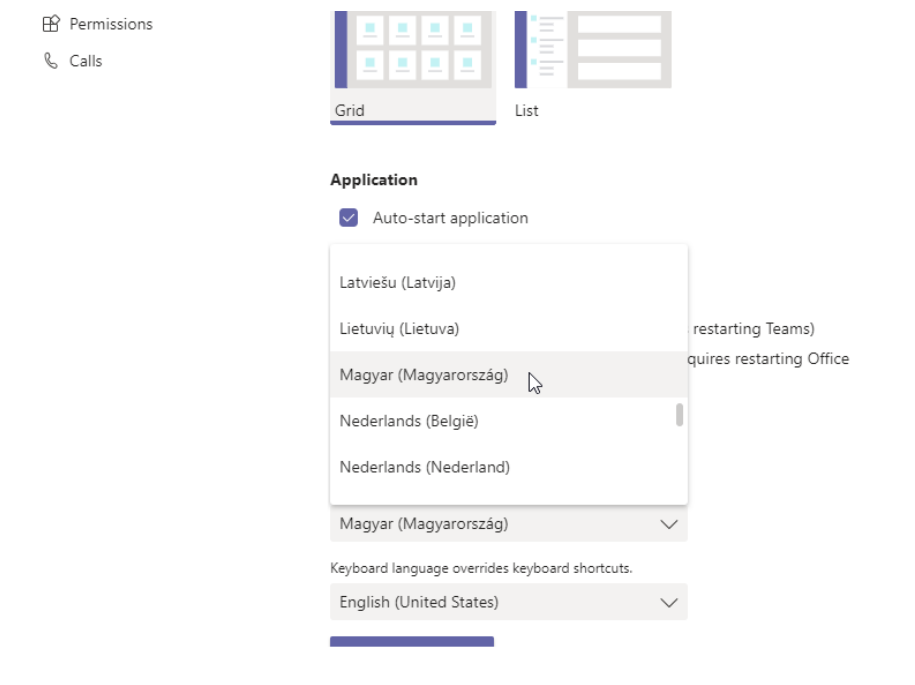 Permissions
Calls
Grid
List
Application
Auto-start application
Latviešu (Latvija)
Lietuvių (Lietuva)
restarting Teams)
quires restarting Office
Magyar (Magyarország)
Nederlands (België)
Nederlands (Nederland)
Magyar (Magyarország)
Keyboard language overrides keyboard shortcuts.
English (United States)